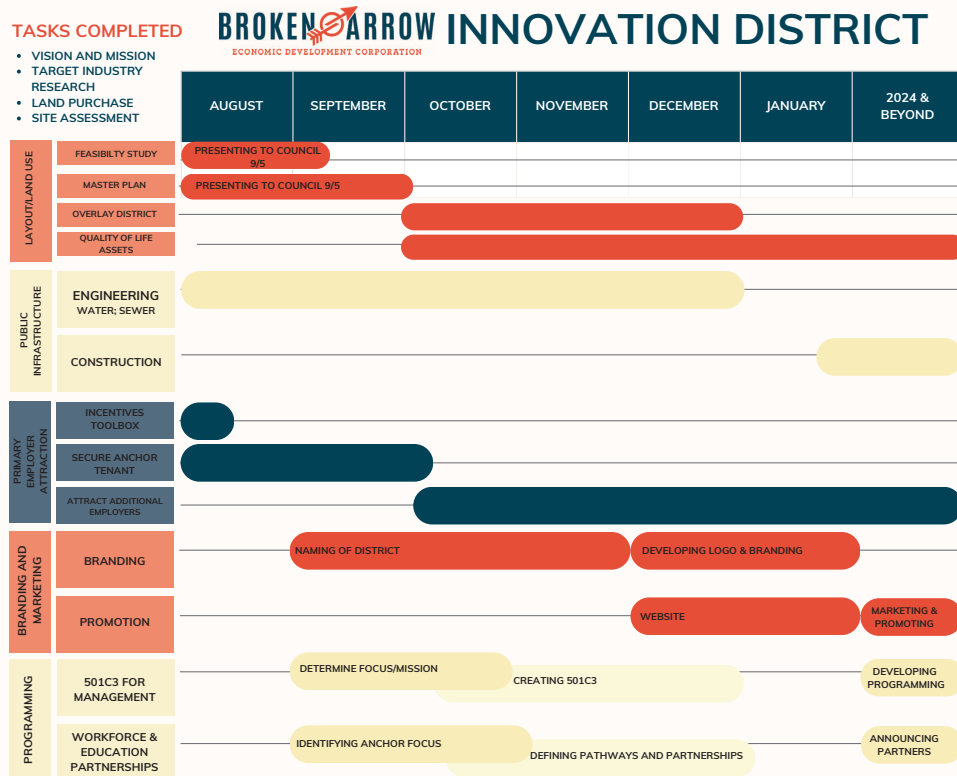 TASKS COMPLETED
VISION AND MISSION
TARGET INDUSTRY
RESEARCH
LAND PURCHASE
SITE ASSESSMENT
BROKEN ARROW
ECONOMIC DEVELOPMENT CORPORATION
INNOVATION DISTRICT
AUGUST
SEPTEMBER
OCTOBER
NOVEMBER
DECEMBER
JANUARY
2024 &
BEYOND
LAYOUT/LAND USE
FEASIBILTY STUDY
PRESENTING TO COUNCIL
9/5
MASTER PLAN
PRESENTING TO COUNCIL 9/5
OVERLAY DISTRICT
QUALITY OF LIFE
ASSETS
PUBLIC
INFRASTRUCTURE
ENGINEERING
WATER; SEWER
CONSTRUCTION
PRIMARY
EMPLOYER
ATTRACTION
INCENTIVES
TOOLBOX
SECURE ANCHOR
TENANT
ATTRACT ADDITIONAL
EMPLOYERS
BRANDING AND
MARKETING
BRANDING
NAMING OF DISTRICT
DEVELOPING LOGO & BRANDING
PROMOTION
WEBSITE
MARKETING &
PROMOTING
PROGRAMMING
501C3 FOR
MANAGEMENT
DETERMINE FOCUS/MISSION
CREATING 501C3
DEVELOPING
PROGRAMMING
WORKFORCE &
EDUCATION
PARTNERSHIPS
IDENTIFYING ANCHOR FOCUS
DEFINING PATHWAYS AND PARTNERSHIPS
ANNOUNCING
PARTNERS